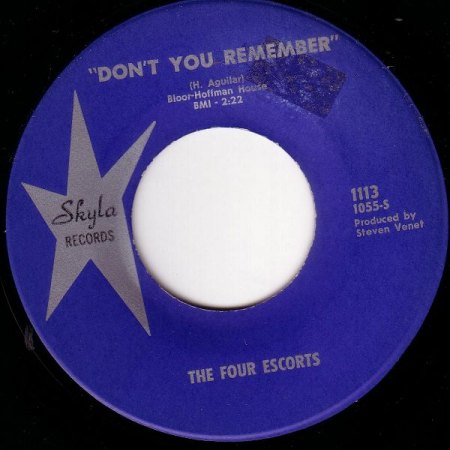 "DON'T YOU REMEMBER"
(H. Aguilar)
Bloor-Hoffman House
BMI - 2:22
Skyla
RECORDS
1113
1055-S
Produced by
Steven Venet
THE FOUR ESCORTS